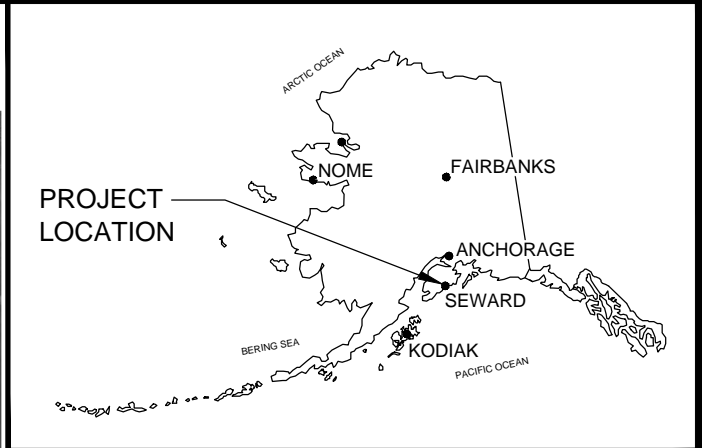 ARCTIC OCEAN
NOME
FAIRBANKS
PROJECT
LOCATION
ANCHORAGE
SEWARD
BERING SEA
KODIAK
PACIFIC OCEAN